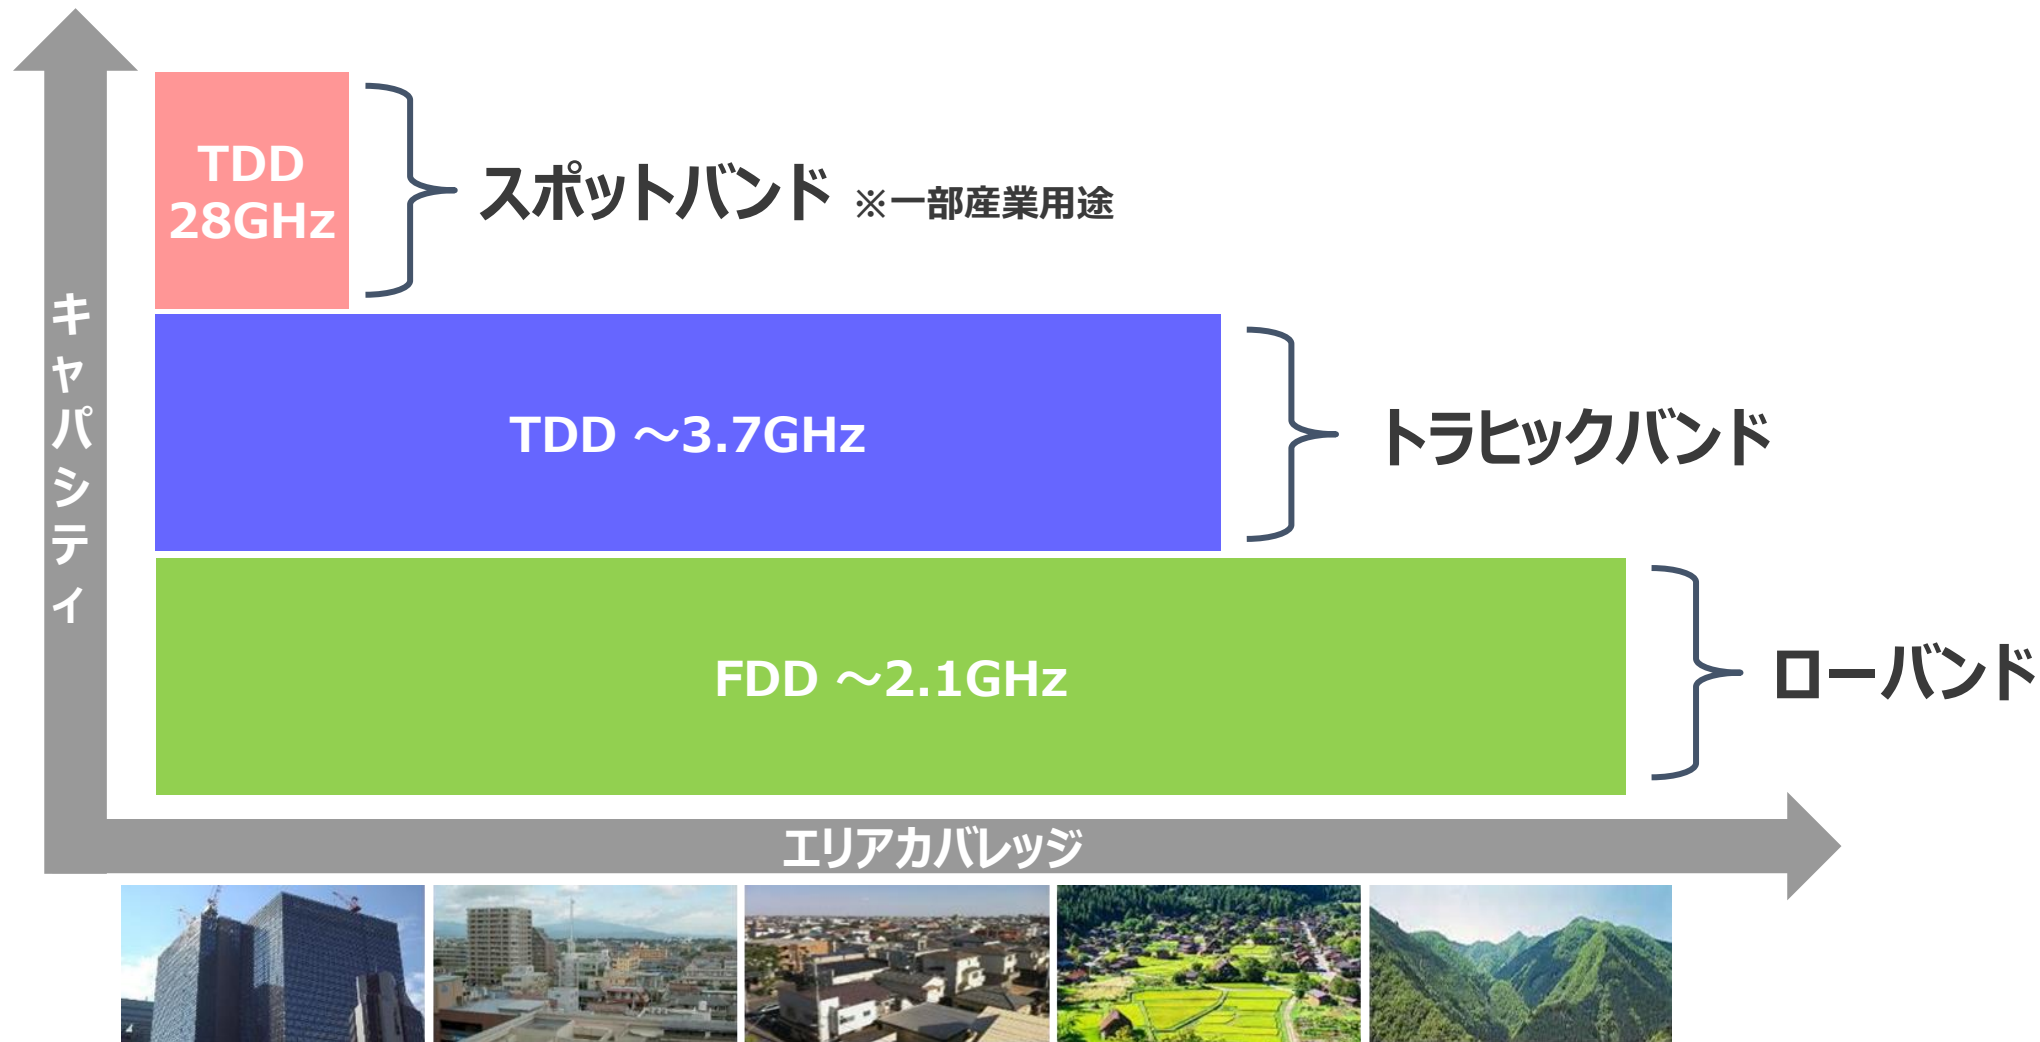 TDD
28GHz
スポットバンド ※一部産業用途
キャパシティ
TDD ～3.7GHz
トラヒックバンド
FDD ～2.1GHz
ローバンド
エリアカバレッジ